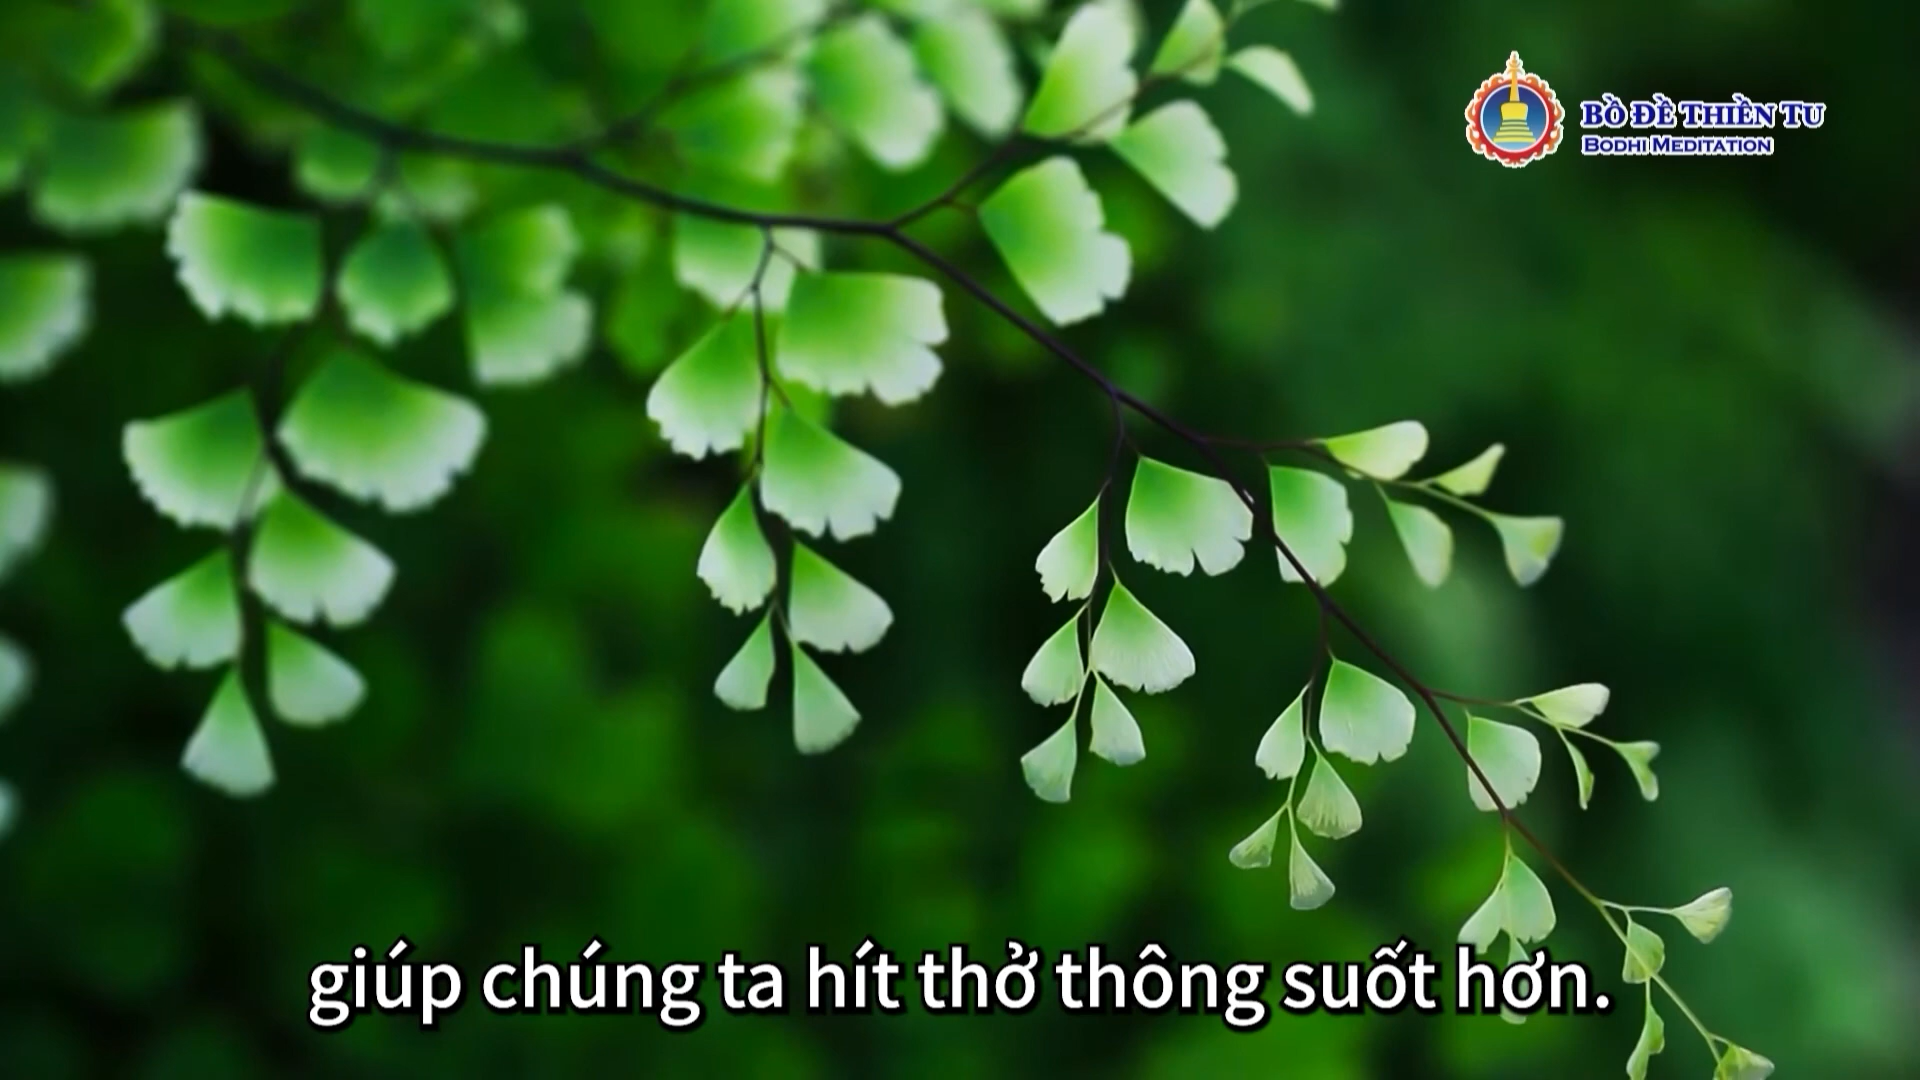 BỒ ĐỀ THIỀN TU
BODHI MEDITATION
giúp chúng ta hít thở thông suốt hơn.